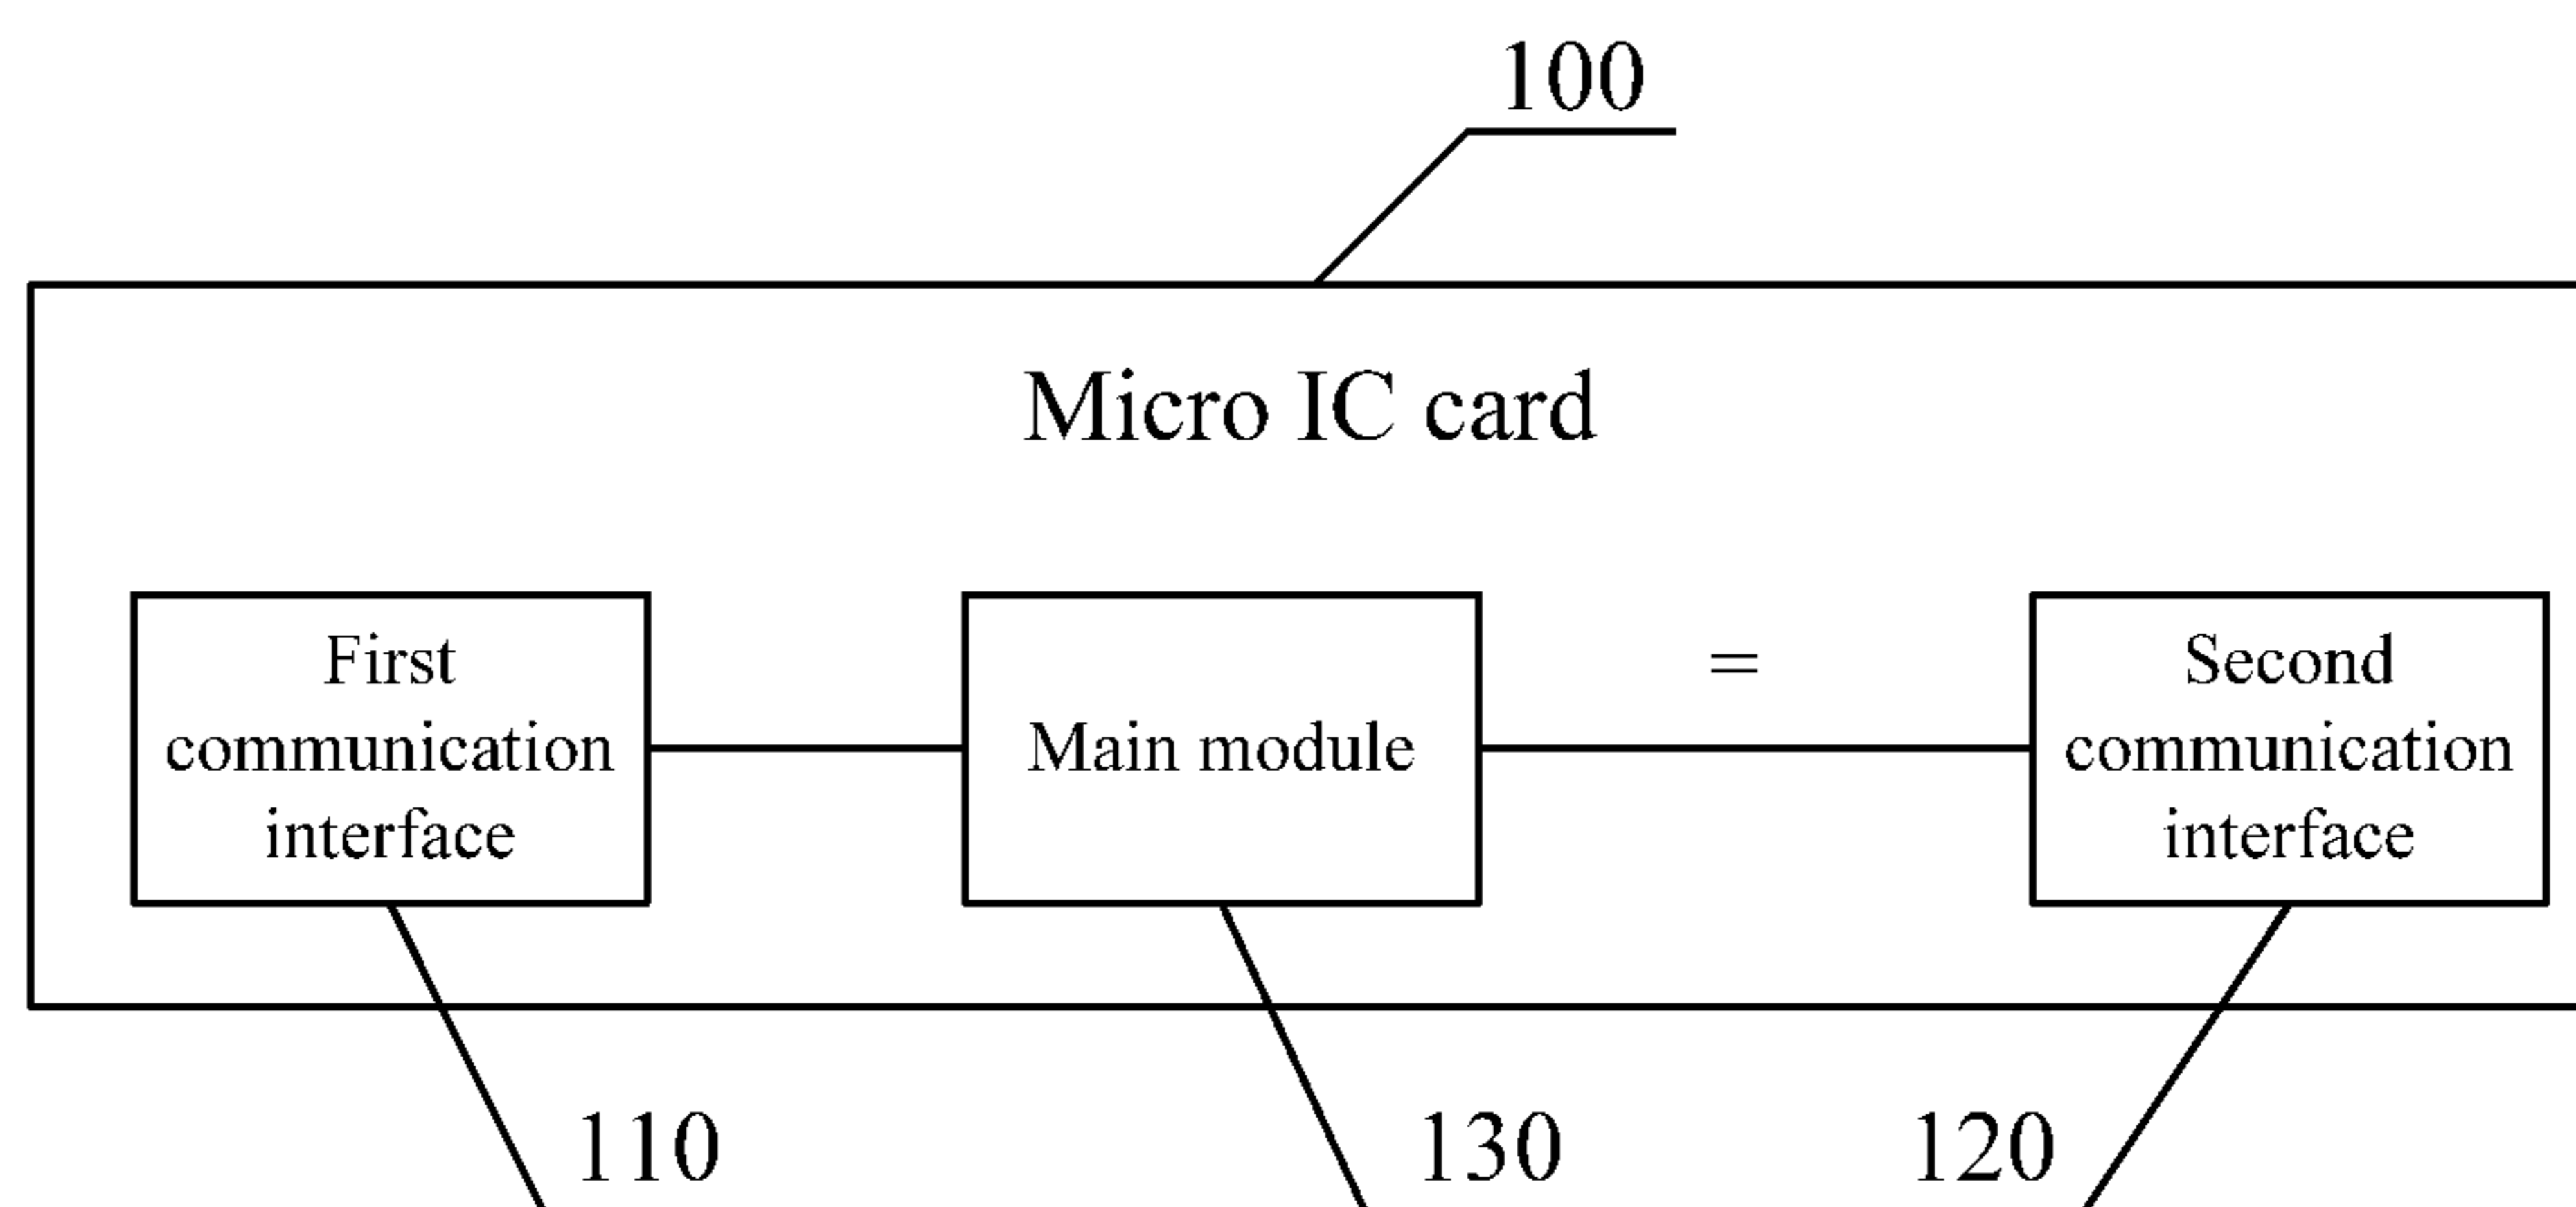 100
Micro IC card
First
communication
interface
Main module
=
Second
communication
interface
110
130
120